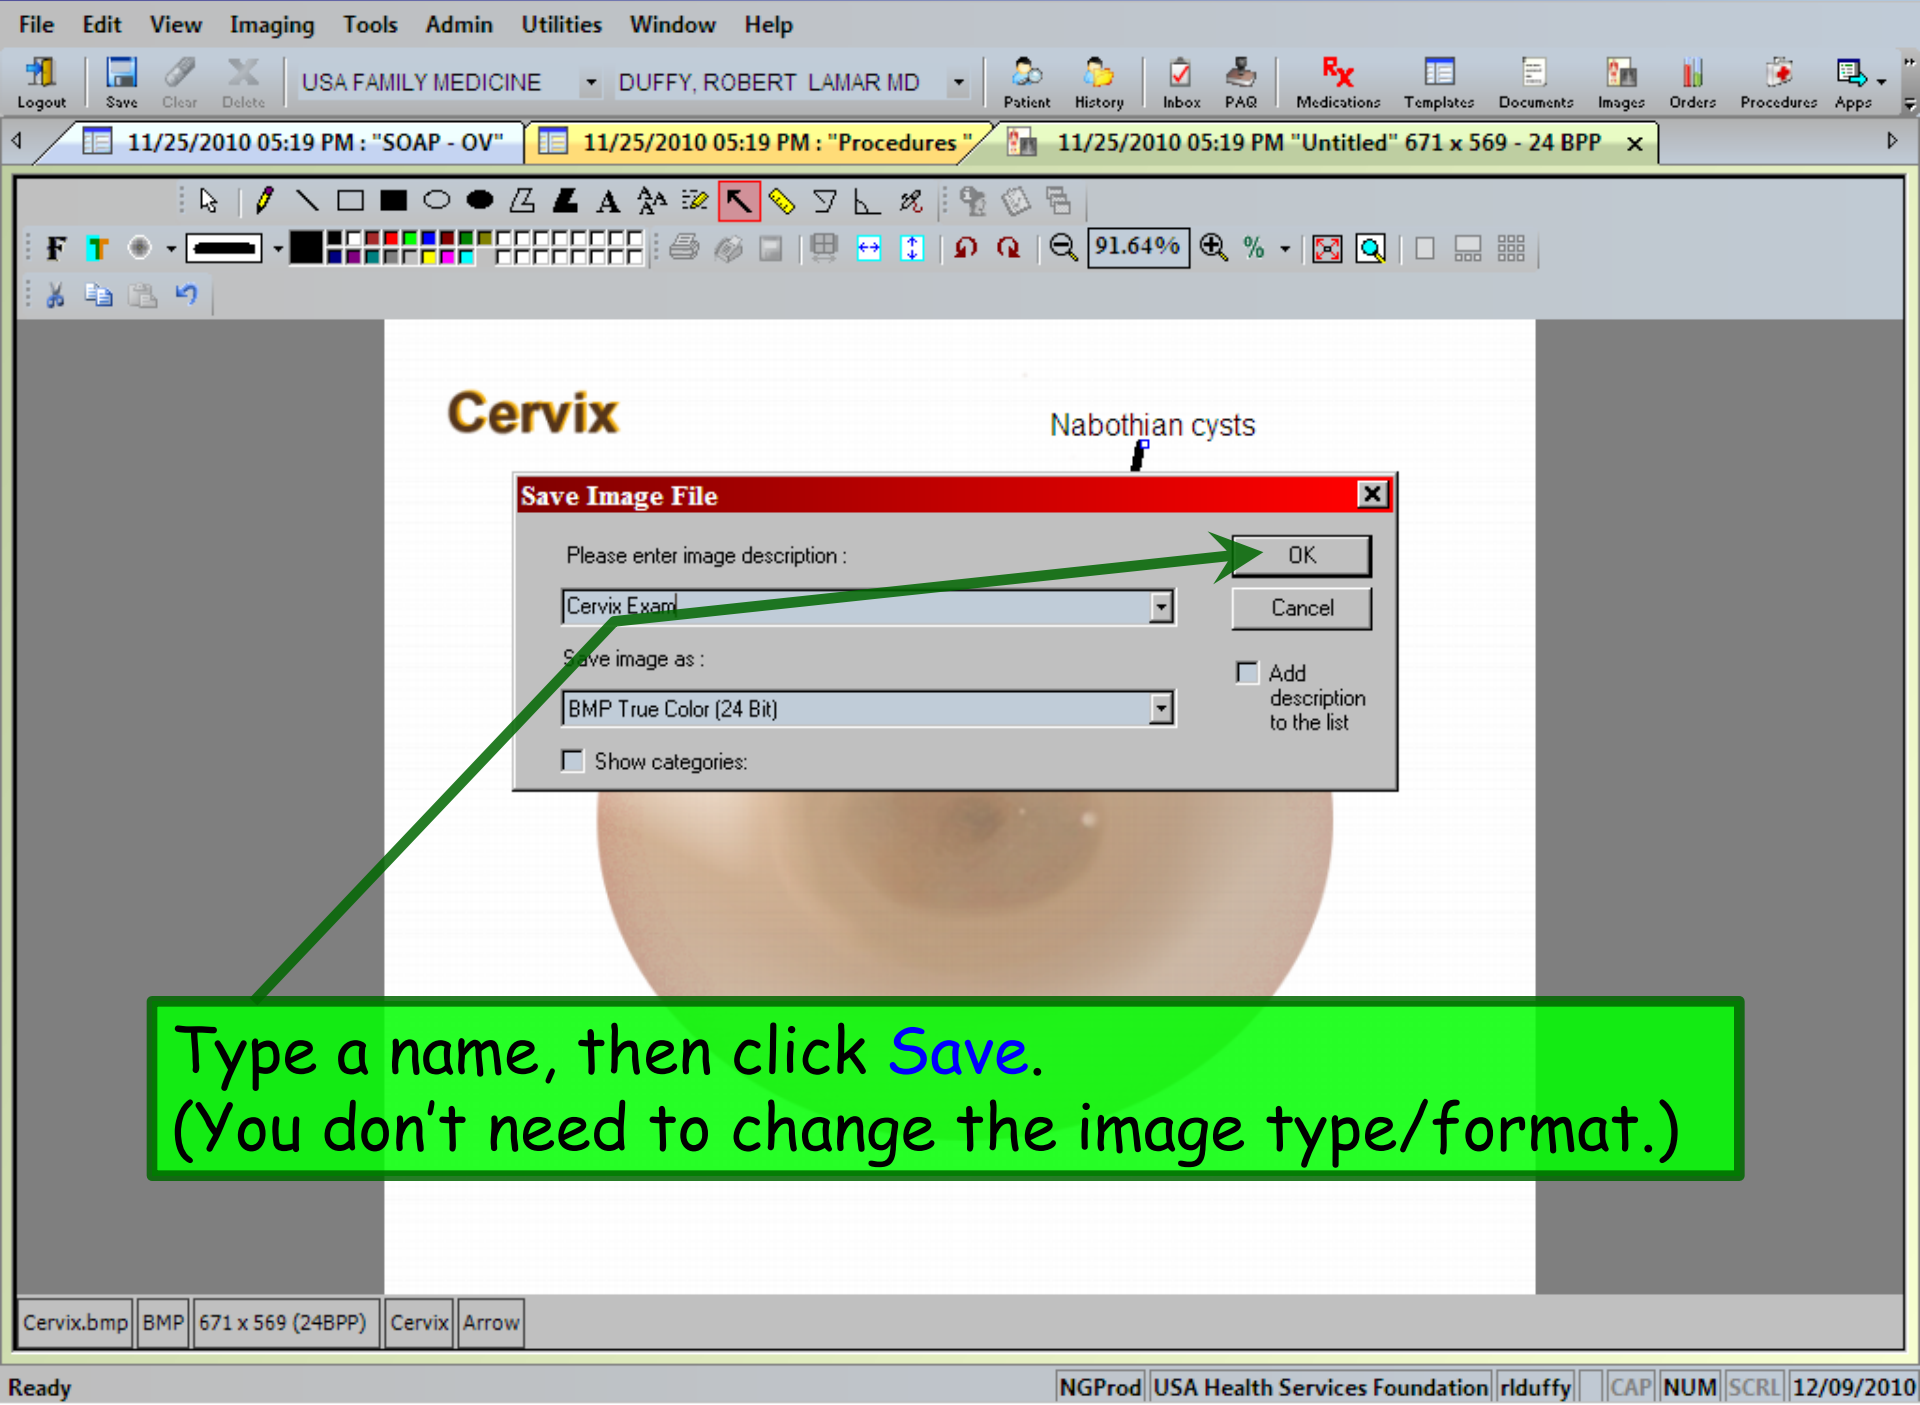 File Edit View Imaging Tools Admin Utilities Window Help
Logout Save Clear Delete USA FAMILY MEDICINE DUFFY, ROBERT LAMAR MD Patient History Inbox PAQ Medications Templates Documents Images Orders Procedures Apps
11/25/2010 05:19 PM : "SOAP - OV" 11/25/2010 05:19 PM : "Procedures " 11/25/2010 05:19 PM "Untitled" 671 x 569 - 24 BPP x
91.64% %
Cervix
Nabothian cysts
Save Image File
Please enter image description :
OK
Cervix Exam
Cancel
Save image as :
Add
description
to the list
BMP True Color (24 Bit)
Show categories:
Type a name, then click Save.
(You don't need to change the image type/format.)
Cervix.bmp BMP 671 x 569 (24BPP) Cervix Arrow
Ready NGProd USA Health Services Foundation rlduffy CAP NUM SCRL 12/09/2010